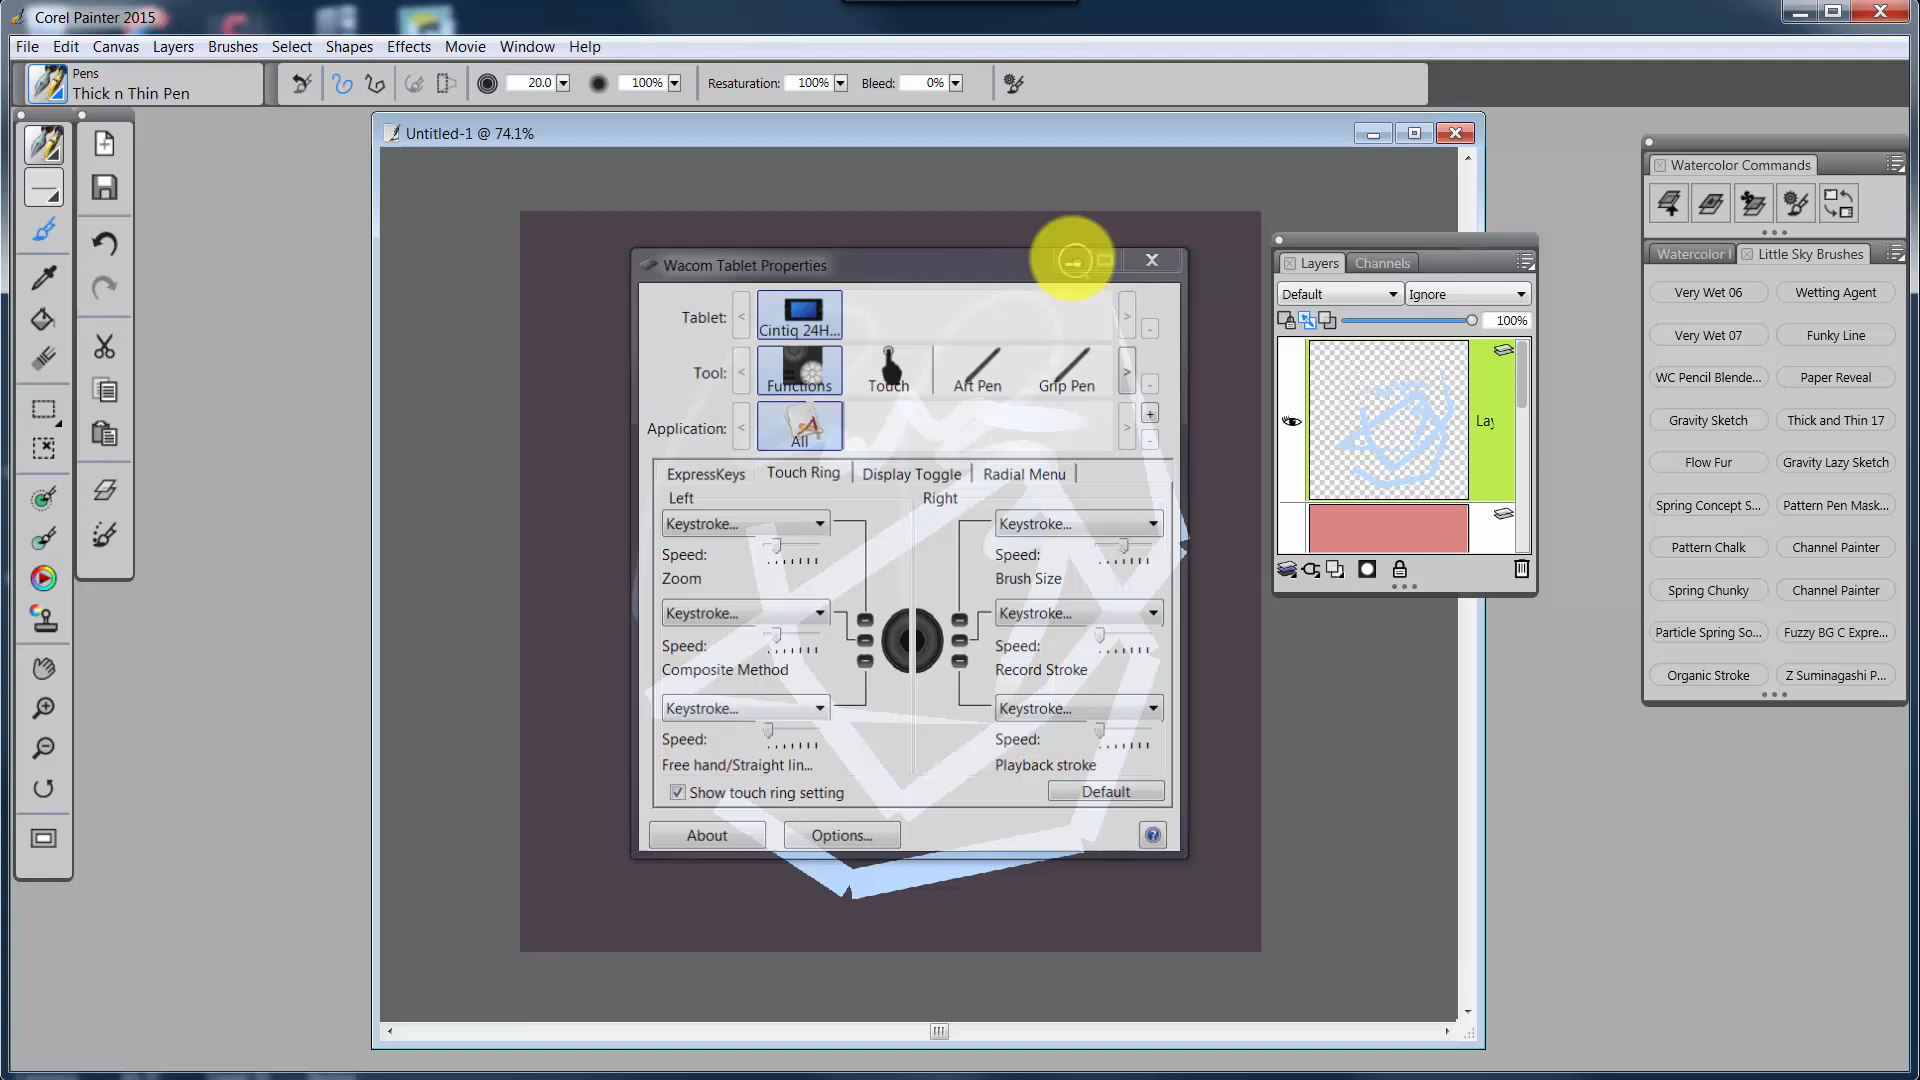 Corel Painter 2015
File Edit Canvas Layers Brushes Select Shapes Effects Movie Window Help
Pens
Thick n Thin Pen
20.0 100% Resaturation: 100% Bleed: 0%
Untitled-1 @ 74.1%
Wacom Tablet Properties
Tablet: Cintiq 24H...
Tool: Functions Touch Art Pen Grip Pen
Application: All
ExpressKeys Touch Ring Display Toggle Radial Menu
Left Right
Keystroke... Keystroke...
Speed: Speed:
Zoom Brush Size
Keystroke... Keystroke...
Speed: Speed:
Composite Method Record Stroke
Keystroke... Keystroke...
Speed: Speed:
Free hand/Straight lin... Playback stroke
Show touch ring setting Default
About Options...
Layers Channels
Default Ignore
100%
Lay
Watercolor Commands
Watercolor Little Sky Brushes
Very Wet 06 Wetting Agent
Very Wet 07 Funky Line
WC Pencil Blende... Paper Reveal
Gravity Sketch Thick and Thin 17
Flow Fur Gravity Lazy Sketch
Spring Concept S... Pattern Pen Mask...
Pattern Chalk Channel Painter
Spring Chunky Channel Painter
Particle Spring So... Fuzzy BG C Expre...
Organic Stroke Z Suminagashi P...